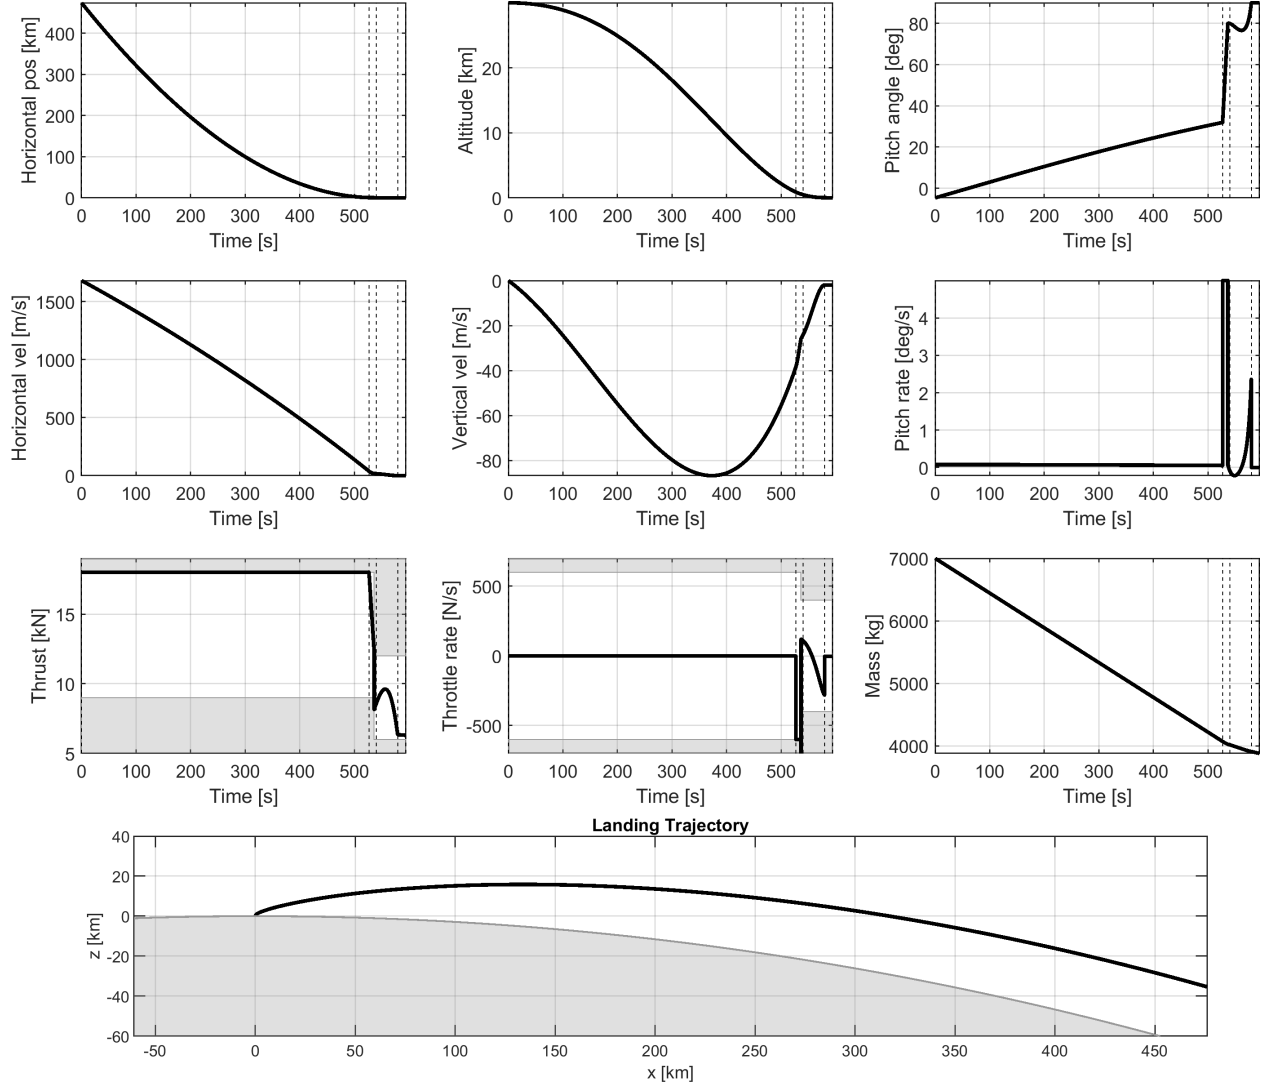 Horizontal pos [km]
400
300
200
100
0
0 100 200 300 400 500
Time [s]
Altitude [km]
20
10
0
0 100 200 300 400 500
Time [s]
Pitch angle [deg]
80
60
40
20
0
0 100 200 300 400 500
Time [s]
Horizontal vel [m/s]
1500
1000
500
0
0 100 200 300 400 500
Time [s]
Vertical vel [m/s]
0
-20
-40
-60
-80
0 100 200 300 400 500
Time [s]
Pitch rate [deg/s]
4
3
2
1
0
0 100 200 300 400 500
Time [s]
Thrust [kN]
15
10
5
0 100 200 300 400 500
Time [s]
Throttle rate [N/s]
500
0
-500
0 100 200 300 400 500
Time [s]
Mass [kg]
7000
6000
5000
4000
0 100 200 300 400 500
Time [s]
Landing Trajectory
z [km]
40
20
0
-20
-40
-60
-50 0 50 100 150 200 250 300 350 400 450
x [km]